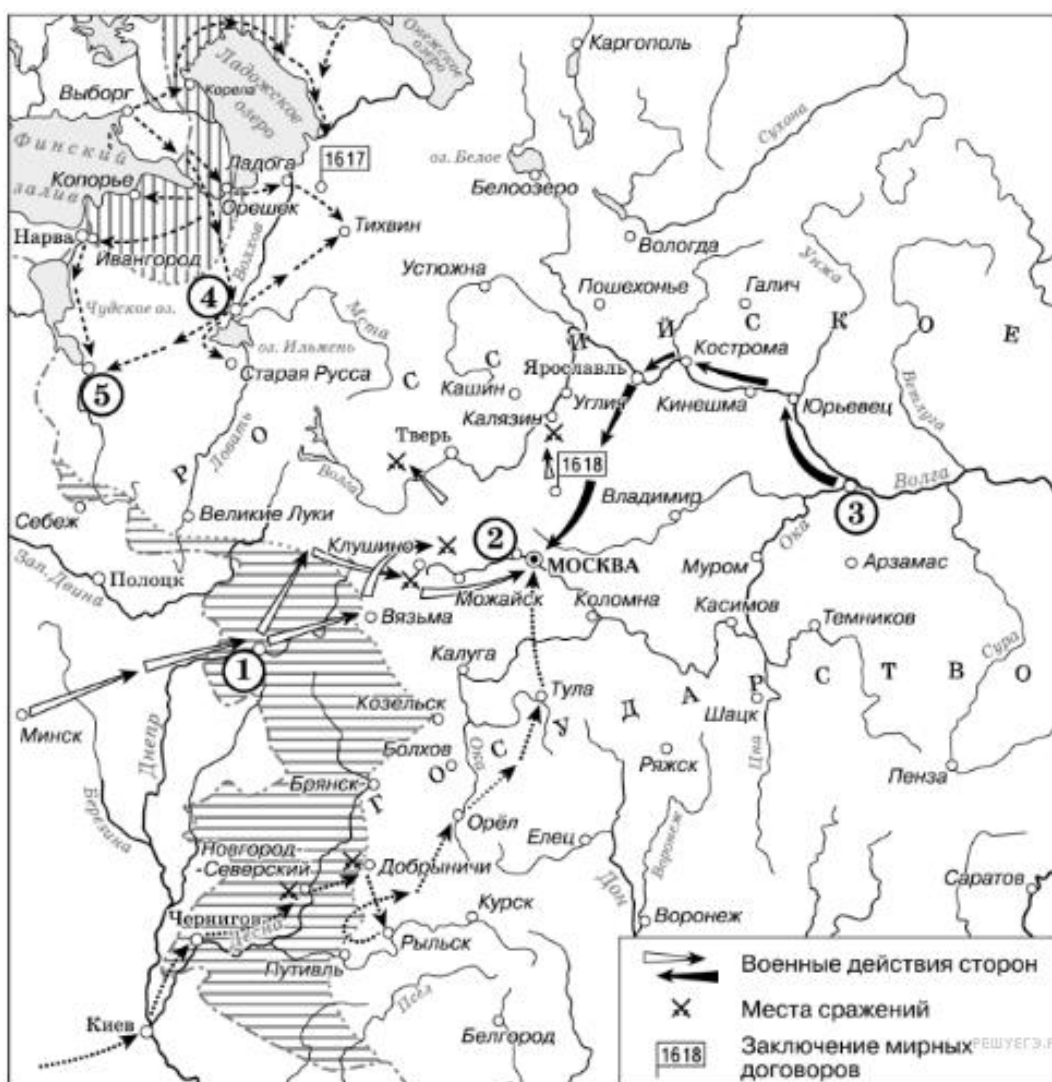 Каргополь
Онежское
озеро
Ладожское
озеро
Корела
Выборг
Финский
залив
Сухона
1617
оз. Белое
Ладога
Копорье
Орешек
Белоозеро
Нарва
Ивангород
Тихвин
Вологда
Волхов
Унжа
Устюжна
Пошехонье
Галич
4
Чудское оз.
Мста
оз. Ильмень
Старая Русса
Р О С С И Й С К О Е
Кострома
Ярославль
5
Кашин
Углич
Кинешма
Юрьевец
Ветлуга
Калязин
Ловать
Тверь
1618
Волга
Волга
Владимир
3
Себеж
Великие Луки
Клушино
2
Ока
МОСКВА
Муром
Арзамас
Зап. Двина
Полоцк
Можайск
Вязьма
Коломна
Касимов
Темников
1
Калуга
Сура
Г О С У Д А Р С Т В О
Минск
Днепр
Козельск
Тула
Шацк
Болхов
Ока
Цна
Ряжск
Пенза
Березина
Брянск
Орёл
Елец
Воронеж
Новгород
-Северский
Добрыничи
Дон
Саратов
Чернигов
Десна
Курск
Воронеж
Рыльск
Путивль
Псёл
Киев
Белгород
Военные действия сторон
Места сражений
1618
Заключение мирных
договоров
РЕШУЕГЭ.Р